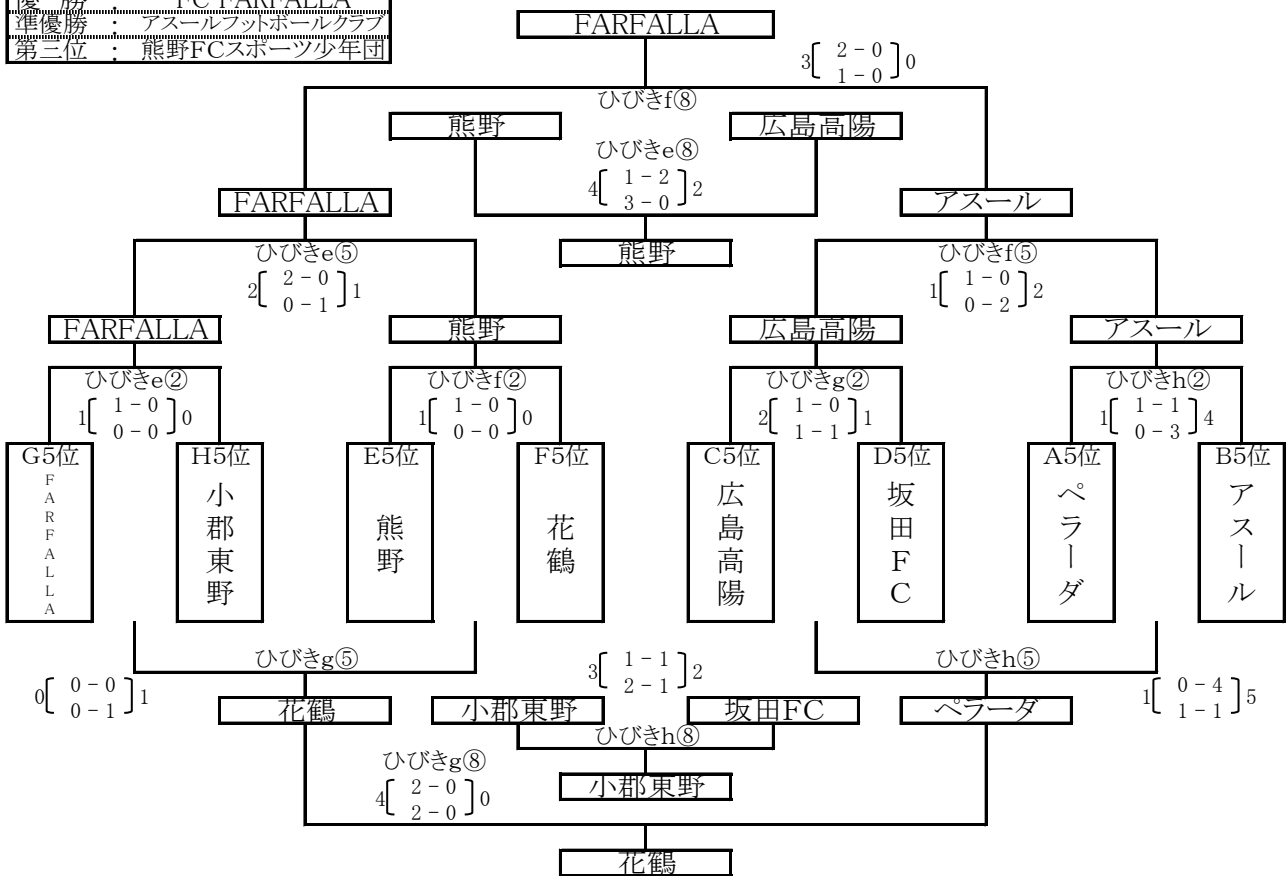 優 勝 : FC FARFALLA
準優勝 : アスールフットボールクラブ
第三位 : 熊野FCスポーツ少年団
FARFALLA
3[ 2 - 0 ]0
1 - 0
ひびきf⑧
熊野 広島高陽
ひびきe⑧
4[ 1 - 2 ]2
3 - 0
FARFALLA アスール
熊野
ひびきe⑤ ひびきf⑤
2[ 2 - 0 ]1 1[ 1 - 0 ]2
0 - 1 0 - 2
FARFALLA 熊野 広島高陽 アスール
ひびきe② ひびきf② ひびきg② ひびきh②
1[ 1 - 0 ]0 1[ 1 - 0 ]0 2[ 1 - 0 ]1 1[ 1 - 1 ]4
0 - 0 0 - 0 1 - 1 0 - 3
G5位 H5位 E5位 F5位 C5位 D5位 A5位 B5位
FARFALLA 小郡東野 熊野 花鶴 広島高陽 坂田FC ペラーダ アスール
ひびきg⑤ ひびきh⑤
3[ 1 - 1 ]2
2 - 1
0[ 0 - 0 ]1 1[ 0 - 4 ]5
0 - 1 1 - 1
花鶴 小郡東野 坂田FC ペラーダ
ひびきh⑧
ひびきg⑧
4[ 2 - 0 ]0
2 - 0
小郡東野
花鶴